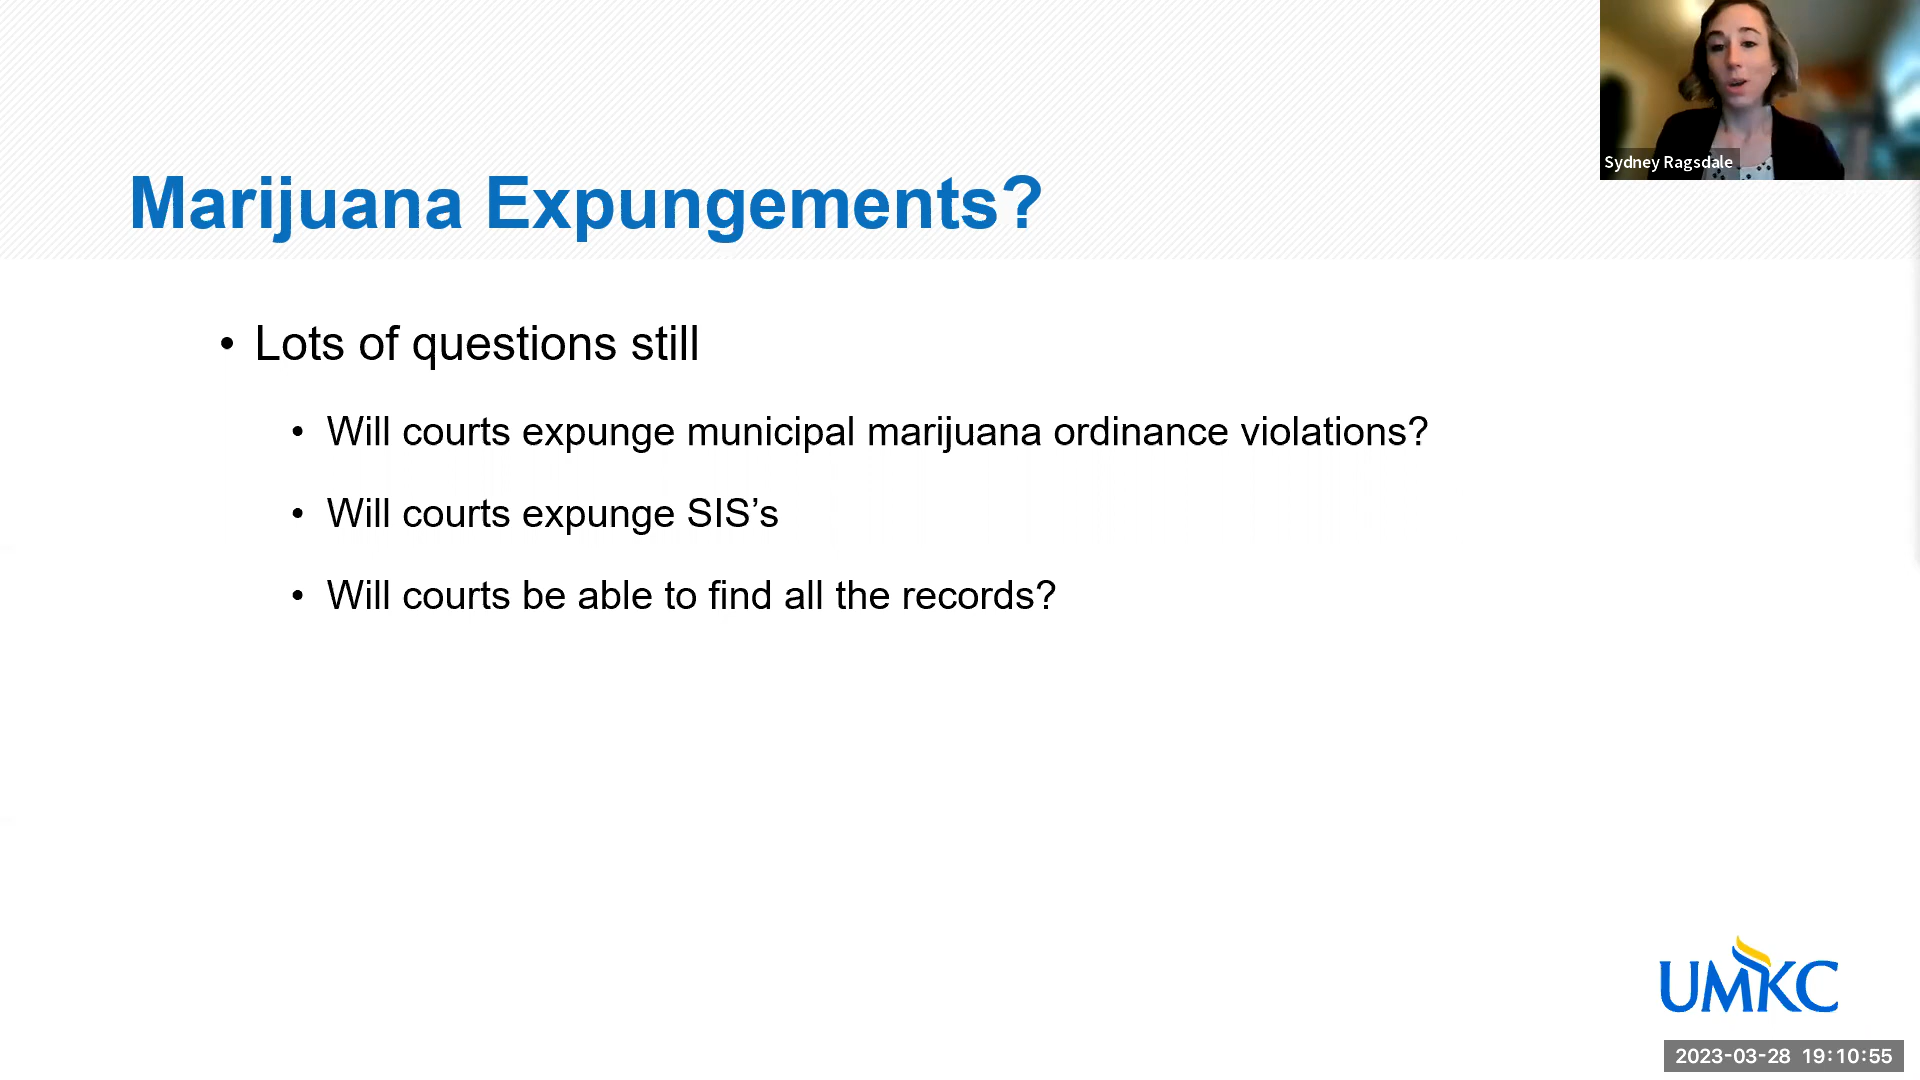 Sydney Ragsdale
Marijuana Expungements?
• Lots of questions still
• Will courts expunge municipal marijuana ordinance violations?
• Will courts expunge SIS’s
• Will courts be able to find all the records?
UMKC
2023-03-28 19:10:55